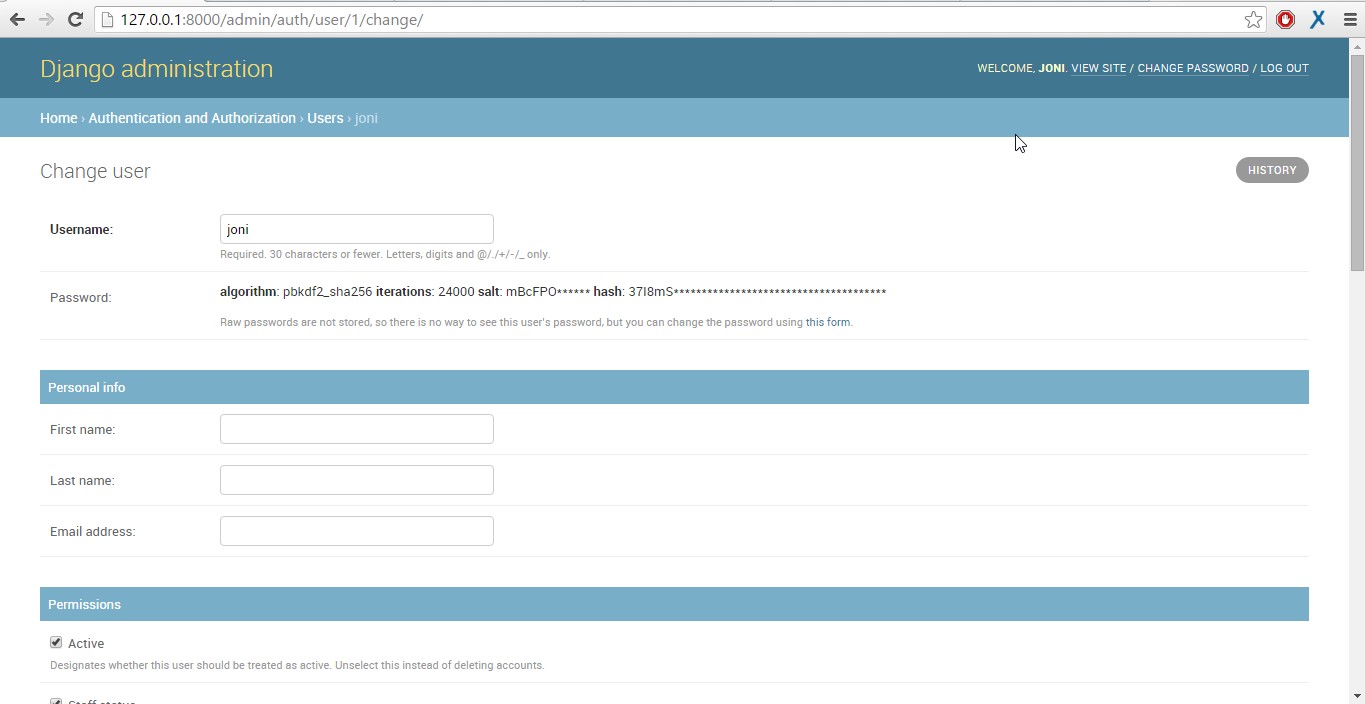 127.0.0.1:8000/admin/auth/user/1/change/
Django administration
WELCOME, JONI. VIEW SITE / CHANGE PASSWORD / LOG OUT
Home › Authentication and Authorization › Users › joni
Change user
HISTORY
Username:
joni
Required. 30 characters or fewer. Letters, digits and @/./+/-/_ only.
Password:
algorithm: pbkdf2_sha256 iterations: 24000 salt: mBcFPO****** hash: 37I8mS**************************************
Raw passwords are not stored, so there is no way to see this user's password, but you can change the password using this form.
Personal info
First name:
Last name:
Email address:
Permissions
Active
Designates whether this user should be treated as active. Unselect this instead of deleting accounts.
Staff status